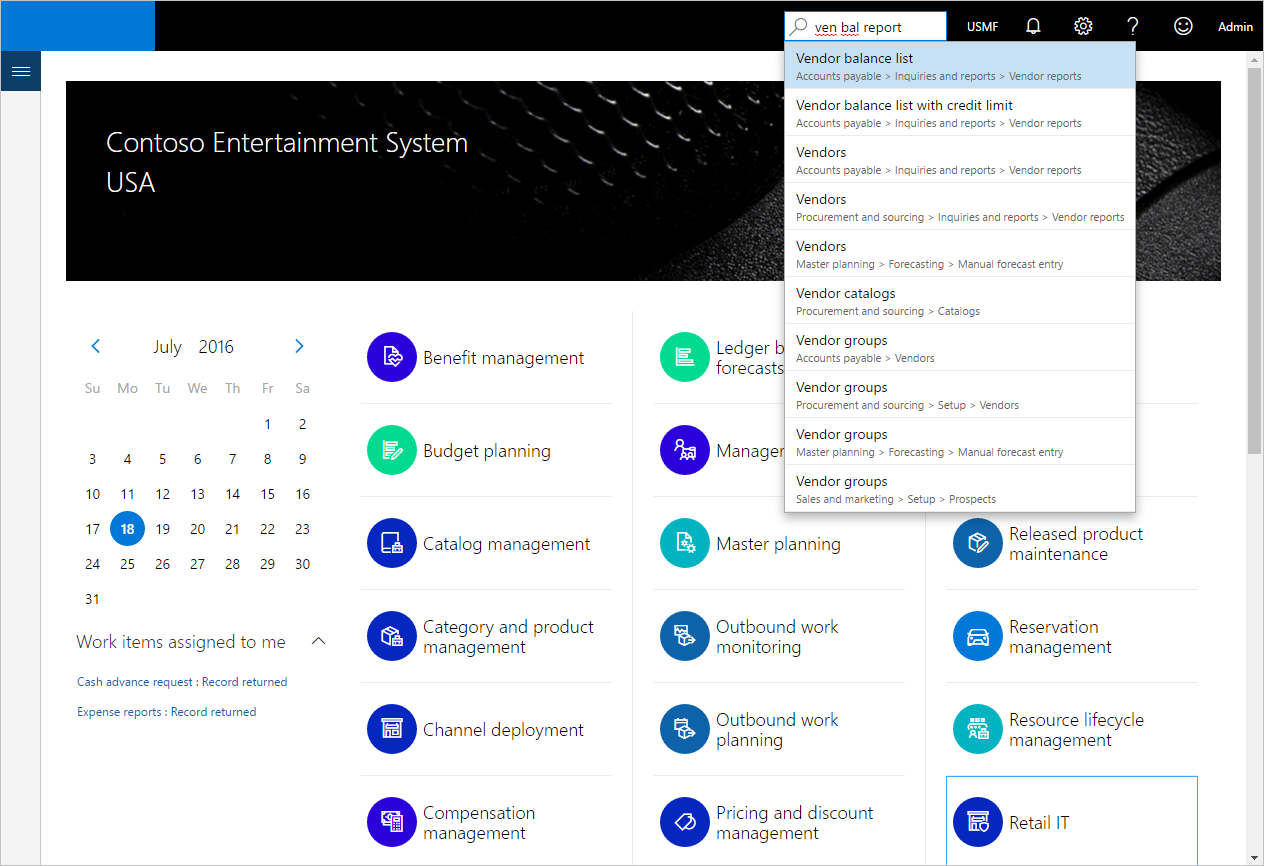 ven bal report
USMF
Admin
Vendor balance list
Accounts payable > Inquiries and reports > Vendor reports
Vendor balance list with credit limit
Accounts payable > Inquiries and reports > Vendor reports
Vendors
Accounts payable > Inquiries and reports > Vendor reports
Vendors
Procurement and sourcing > Inquiries and reports > Vendor reports
Vendors
Master planning > Forecasting > Manual forecast entry
Vendor catalogs
Procurement and sourcing > Catalogs
Vendor groups
Accounts payable > Vendors
Vendor groups
Procurement and sourcing > Setup > Vendors
Vendor groups
Master planning > Forecasting > Manual forecast entry
Vendor groups
Sales and marketing > Setup > Prospects
Contoso Entertainment System
USA
July 2016
Su Mo Tu We Th Fr Sa
1 2
3 4 5 6 7 8 9
10 11 12 13 14 15 16
17 18 19 20 21 22 23
24 25 26 27 28 29 30
31
Work items assigned to me
Cash advance request : Record returned
Expense reports : Record returned
Benefit management
Budget planning
Catalog management
Category and product
management
Channel deployment
Compensation
management
Ledger b
forecasts
Manager
Master planning
Outbound work
monitoring
Outbound work
planning
Pricing and discount
management
Released product
maintenance
Reservation
management
Resource lifecycle
management
Retail IT